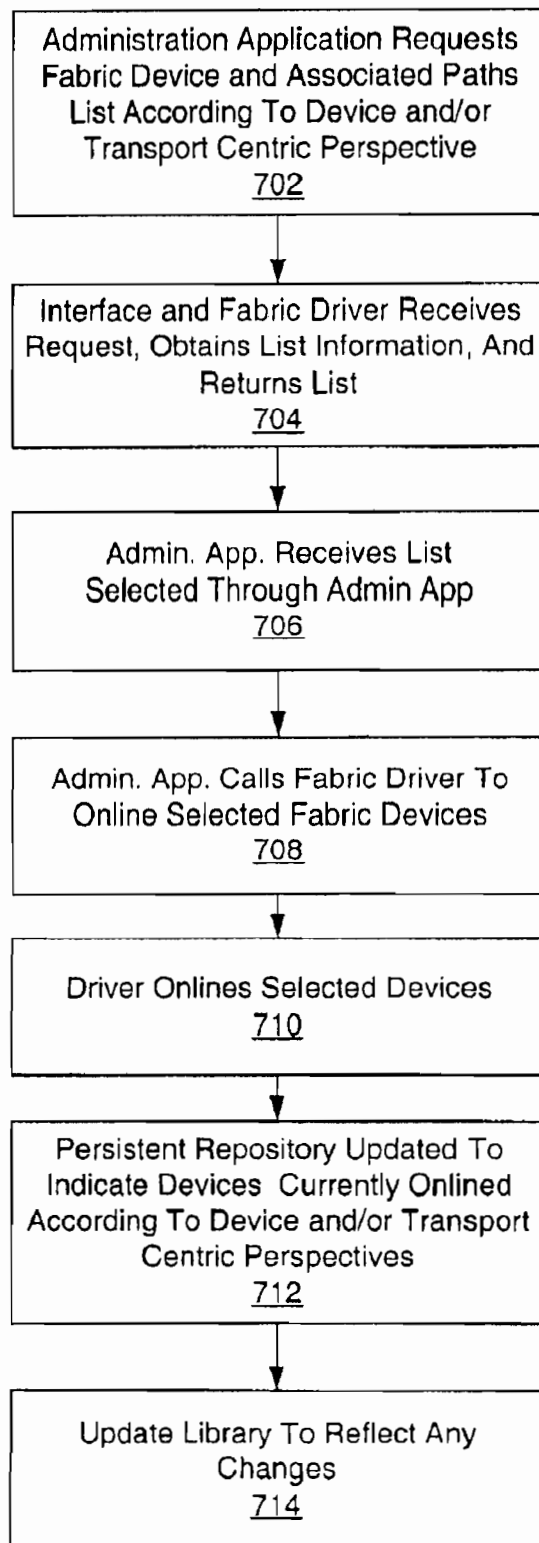 Administration Application Requests
Fabric Device and Associated Paths
List According To Device and/or
Transport Centric Perspective
702
Interface and Fabric Driver Receives
Request, Obtains List Information, And
Returns List
704
Admin. App. Receives List
Selected Through Admin App
706
Admin. App. Calls Fabric Driver To
Online Selected Fabric Devices
708
Driver Onlines Selected Devices
710
Persistent Repository Updated To
Indicate Devices Currently Onlined
According To Device and/or Transport
Centric Perspectives
712
Update Library To Reflect Any
Changes
714